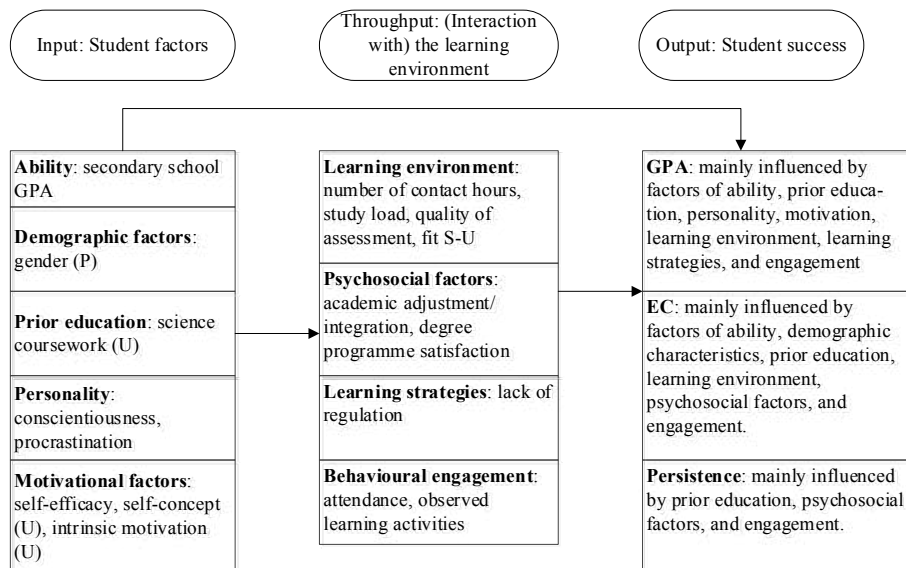 Input: Student factors
Throughput: (Interaction
with) the learning
environment
Output: Student success
Ability: secondary school
GPA
Demographic factors:
gender (P)
Prior education: science
coursework (U)
Personality:
conscientiousness,
procrastination
Motivational factors:
self-efficacy, self-concept
(U), intrinsic motivation
(U)
Learning environment:
number of contact hours,
study load, quality of
assessment, fit S-U
Psychosocial factors:
academic adjustment/
integration, degree
programme satisfaction
Learning strategies: lack of
regulation
Behavioural engagement:
attendance, observed
learning activities
GPA: mainly influenced by
factors of ability, prior educa-
tion, personality, motivation,
learning environment, learning
strategies, and engagement
EC: mainly influenced by
factors of ability, demographic
characteristics, prior education,
learning environment,
psychosocial factors, and
engagement.
Persistence: mainly influenced
by prior education, psychosocial
factors, and engagement.